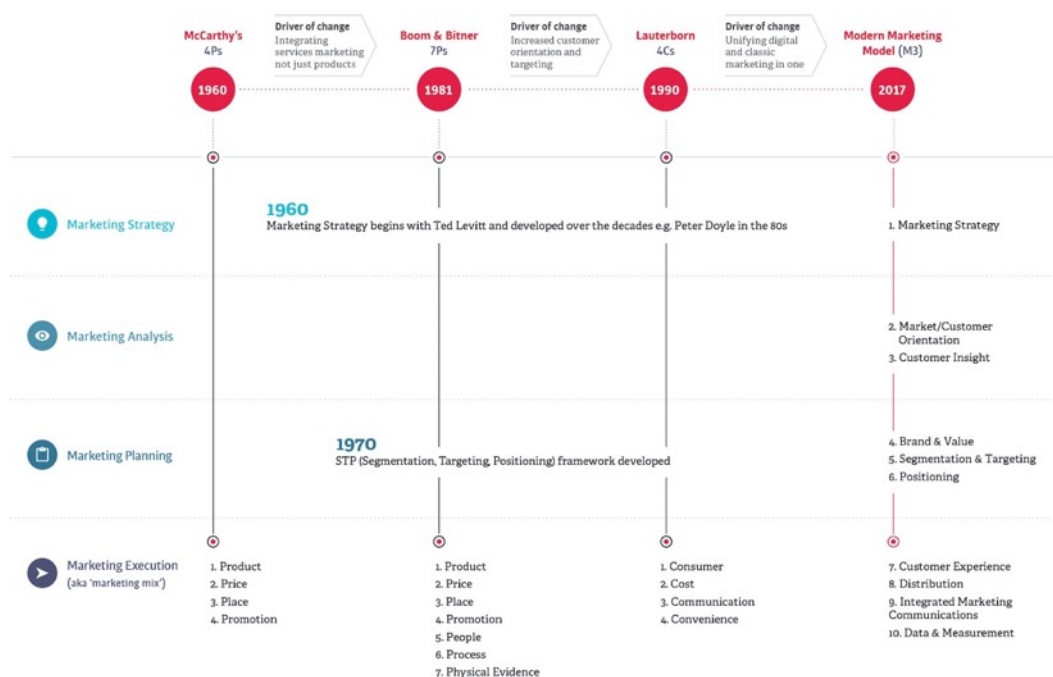 McCarthy's
4Ps
Driver of change
Integrating
services marketing
not just products
Boom & Bitner
7Ps
Driver of change
Increased customer
orientation and
targeting
Lauterborn
4Cs
Driver of change
Unifying digital
and classic
marketing in one
Modern Marketing
Model (M3)
1960
1981
1990
2017
Marketing Strategy
1960
Marketing Strategy begins with Ted Levitt and developed over the decades e.g. Peter Doyle in the 80s
1. Marketing Strategy
Marketing Analysis
2. Market/Customer
Orientation
3. Customer Insight
Marketing Planning
1970
STP (Segmentation, Targeting, Positioning) framework developed
4. Brand & Value
5. Segmentation & Targeting
6. Positioning
Marketing Execution
(aka 'marketing mix')
1. Product
2. Price
3. Place
4. Promotion
1. Product
2. Price
3. Place
4. Promotion
5. People
6. Process
7. Physical Evidence
1. Consumer
2. Cost
3. Communication
4. Convenience
7. Customer Experience
8. Distribution
9. Integrated Marketing
Communications
10. Data & Measurement